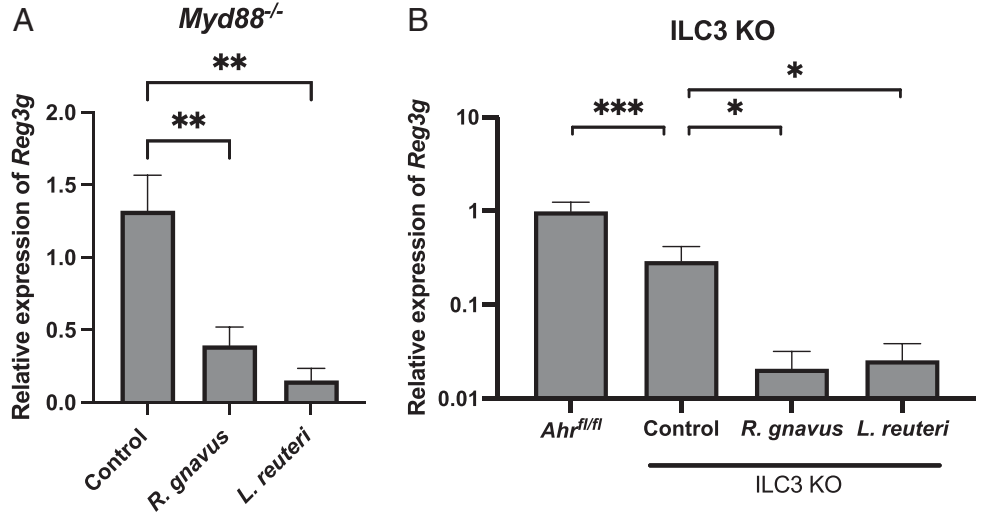 A
Myd88-/-
**
**
Relative expression of Reg3g
2.0
1.5
1.0
0.5
0.0
Control
R. gnavus
L. reuteri
B
ILC3 KO
*
***
*
Relative expression of Reg3g
10
1
0.1
0.01
Ahrfl/fl
Control
R. gnavus
L. reuteri
ILC3 KO